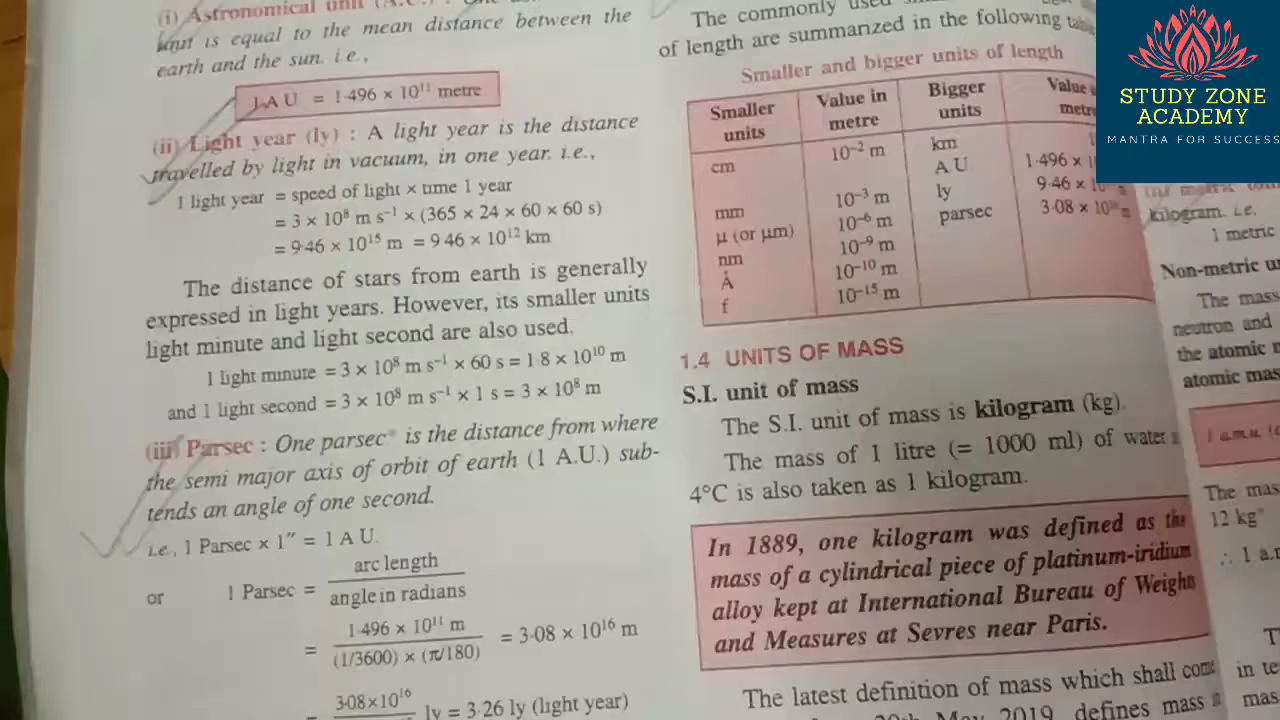 (i) Astronomical unit (A.U.) : One
unit is equal to the mean distance between the
earth and the sun. i.e.,
1 A U = 1·496 × 10¹¹ metre
(ii) Light year (ly) : A light year is the distance
travelled by light in vacuum, in one year. i.e.,
1 light year = speed of light × time 1 year
= 3 × 10⁸ m s⁻¹ × (365 × 24 × 60 × 60 s)
= 9·46 × 10¹⁵ m = 9 46 × 10¹² km
The distance of stars from earth is generally
expressed in light years. However, its smaller units
light minute and light second are also used.
1 light minute = 3 × 10⁸ m s⁻¹ × 60 s = 1·8 × 10¹⁰ m
and 1 light second = 3 × 10⁸ m s⁻¹ × 1 s = 3 × 10⁸ m
(iii) Parsec : One parsec* is the distance from where
the semi major axis of orbit of earth (1 A.U.) sub-
tends an angle of one second.
i.e., 1 Parsec × 1″ = 1 A U.
or 1 Parsec = arc length
angle in radians
= 1·496 × 10¹¹ m
(1/3600) × (π/180)
= 3·08 × 10¹⁶ m
= 3·08×10¹⁶
ly = 3·26 ly (light year)
The commonly used
of length are summarized in the following table
Smaller and bigger units of length
Smaller units Value in metre Bigger units Value metre
cm 10⁻² m km
mm 10⁻³ m A U 1·496 ×
μ (or μm) 10⁻⁶ m ly 9·46 ×
nm 10⁻⁹ m parsec 3·08 ×
Å 10⁻¹⁰ m
f 10⁻¹⁵ m
1.4 UNITS OF MASS
S.I. unit of mass
The S.I. unit of mass is kilogram (kg).
The mass of 1 litre (= 1000 ml) of water
4°C is also taken as 1 kilogram.
In 1889, one kilogram was defined as the
mass of a cylindrical piece of platinum-iridium
alloy kept at International Bureau of Weights
and Measures at Sevres near Paris.
The latest definition of mass which shall come
May 2019, defines mass
STUDY ZONE
ACADEMY
MANTRA FOR SUCCESS
kilogram. i.e.
1 metric
Non-metric
The mass
neutron and
the atomic
atomic mas
1 a.m.u
The mas
12 kg
∴ 1 a.
in te
mas